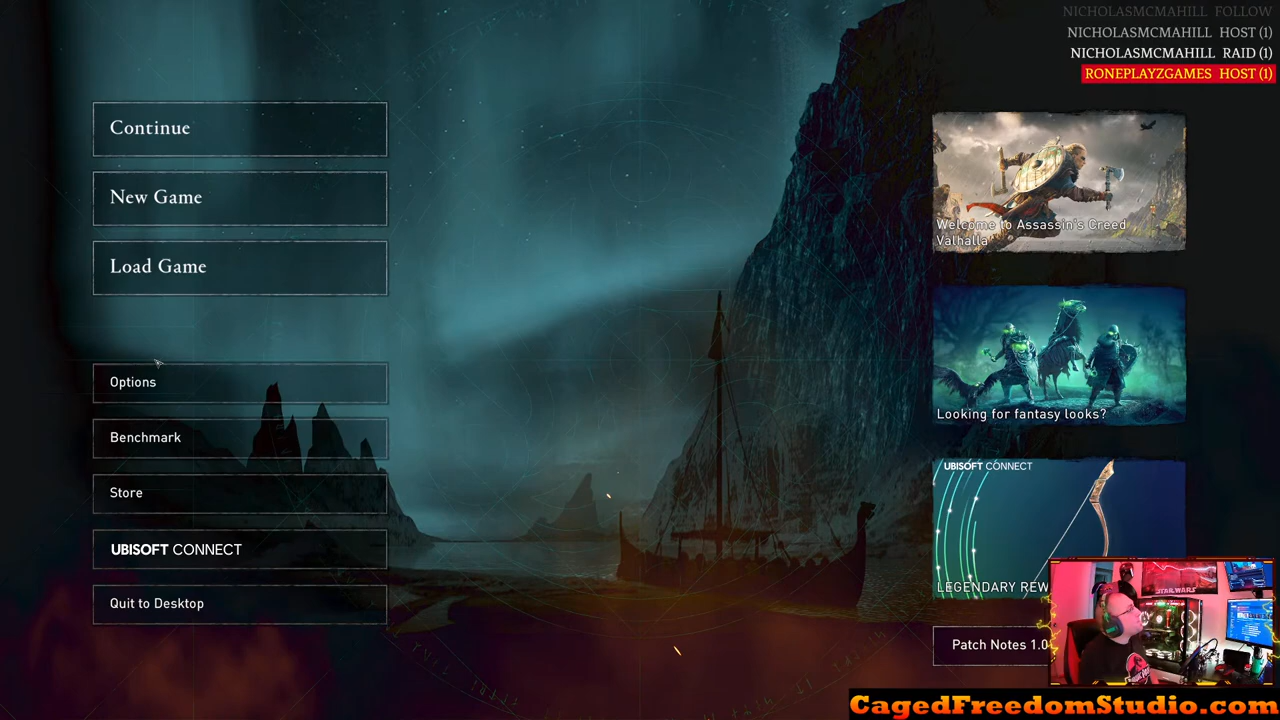 NICHOLASMCMAHILL FOLLOW
NICHOLASMCMAHILL HOST (1)
NICHOLASMCMAHILL RAID (1)
RONEPLAYZGAMES HOST (1)
Continue
New Game
Load Game
Options
Benchmark
Store
UBISOFT CONNECT
Quit to Desktop
Welcome to Assassin's Creed
Valhalla
Looking for fantasy looks?
UBISOFT CONNECT
LEGENDARY REW
Patch Notes 1.0
STAR WARS
CagedFreedomStudio.com